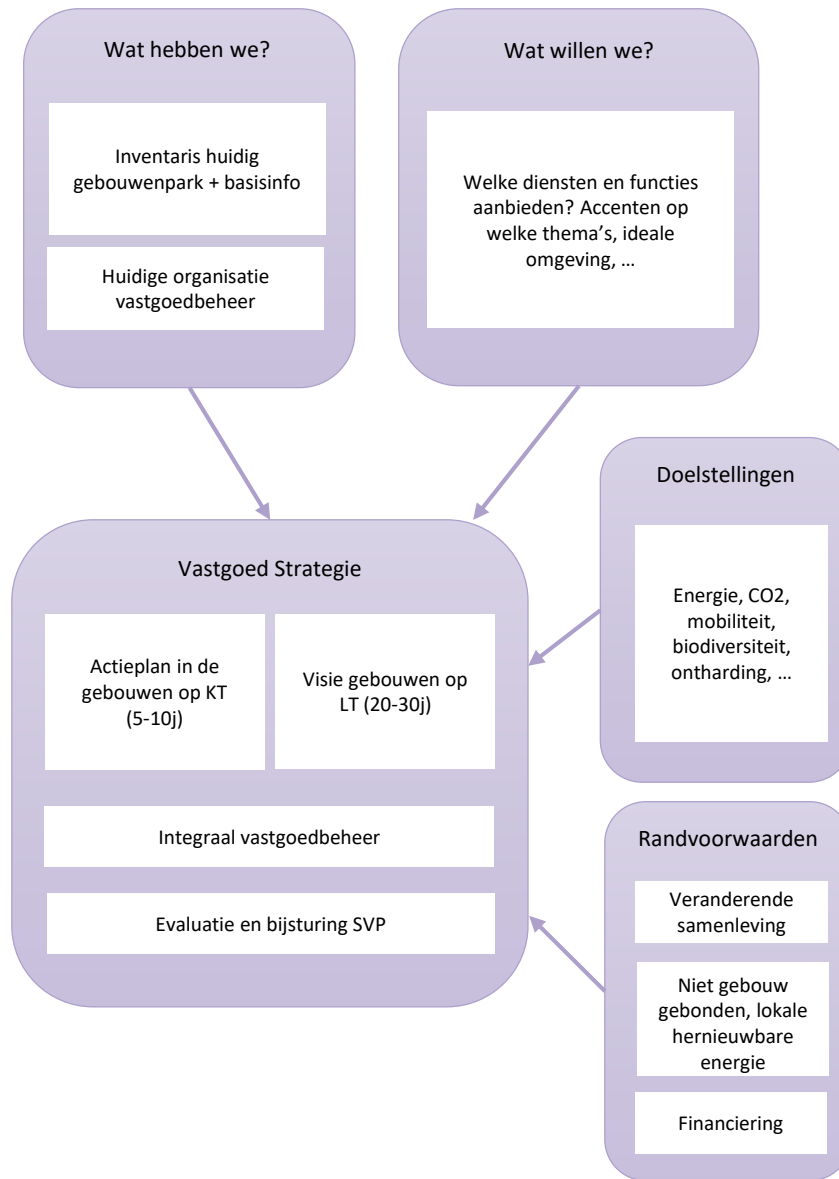 Wat hebben we?
Inventaris huidig
gebouwenpark + basisinfo
Huidige organisatie
vastgoedbeheer
Wat willen we?
Welke diensten en functies
aanbieden? Accenten op
welke thema’s, ideale
omgeving, …
Doelstellingen
Energie, CO2,
mobiliteit,
biodiversiteit,
ontharding, …
Vastgoed Strategie
Actieplan in de
gebouwen op KT
(5-10j)
Visie gebouwen op
LT (20-30j)
Integraal vastgoedbeheer
Evaluatie en bijsturing SVP
Randvoorwaarden
Veranderende
samenleving
Niet gebouw
gebonden, lokale
hernieuwbare
energie
Financiering